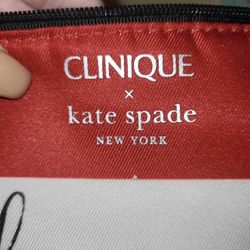 CLINIQUE
×
kate spade
NEW YORK